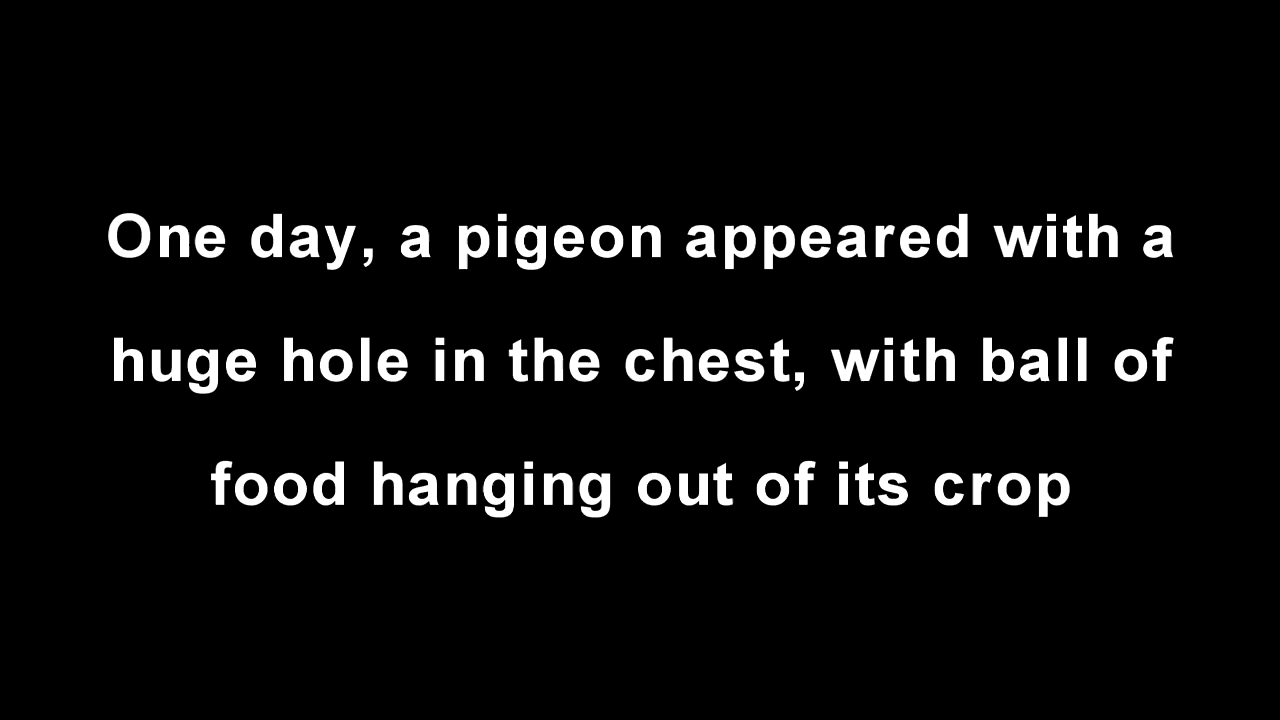 One day, a pigeon appeared with a
huge hole in the chest, with ball of
food hanging out of its crop